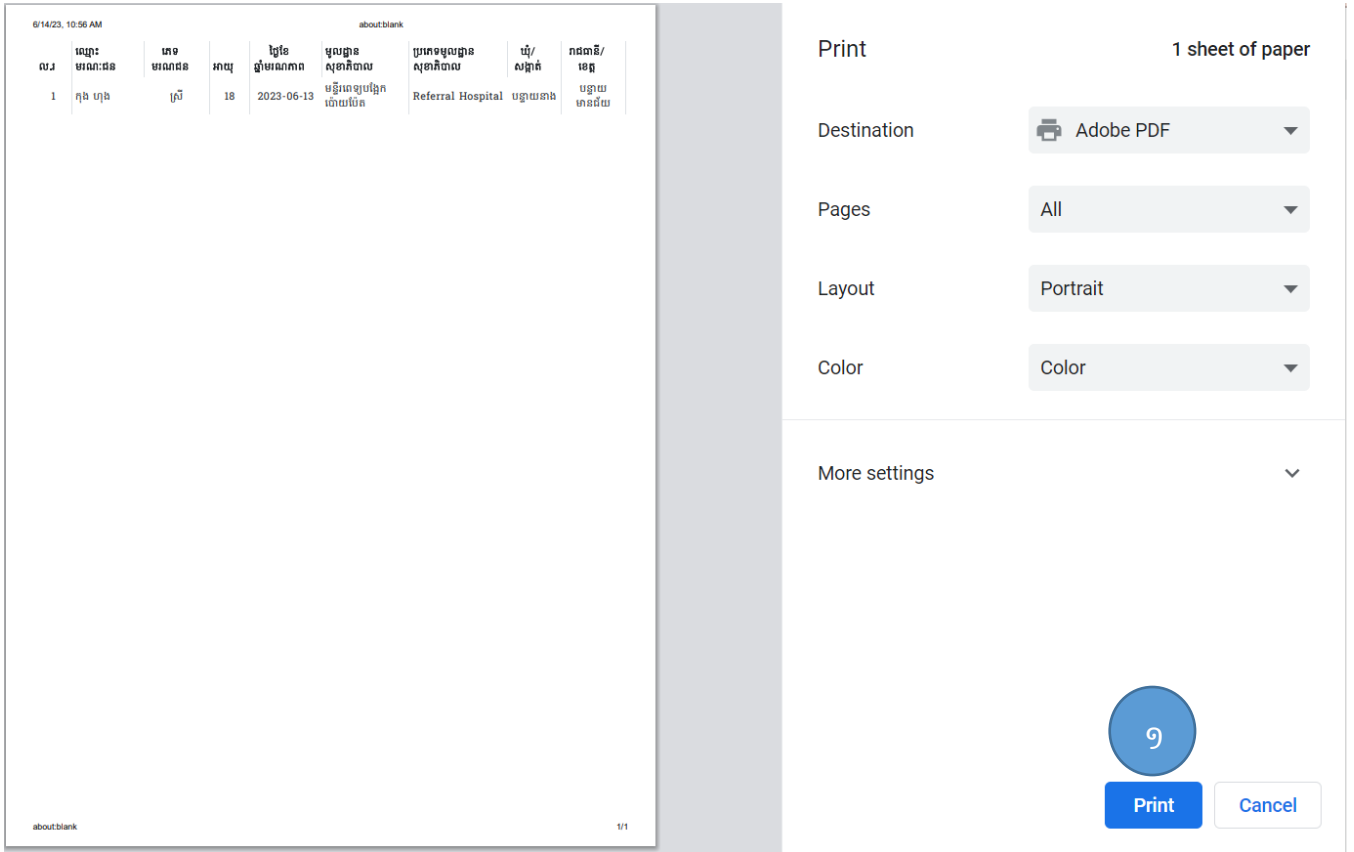 6/14/23, 10:56 AM about:blank
ល.រ ឈ្មោះ មរណៈជន ភេទ មរណជន អាយុ ថ្ងៃខែ ឆ្នាំមរណភាព មូលដ្ឋាន សុខាភិបាល ប្រភេទមូលដ្ឋាន សុខាភិបាល ឃុំ/ សង្កាត់ រាជធានី/ ខេត្ត
1 កុង ហុង ស្រី 18 2023-06-13 មន្ទីរពេទ្យបង្អែក ប៉ោយប៉ែត Referral Hospital បន្ទាយនាង បន្ទាយ មានជ័យ
about:blank 1/1
Print 1 sheet of paper
Destination Adobe PDF
Pages All
Layout Portrait
Color Color
More settings
១
Print Cancel